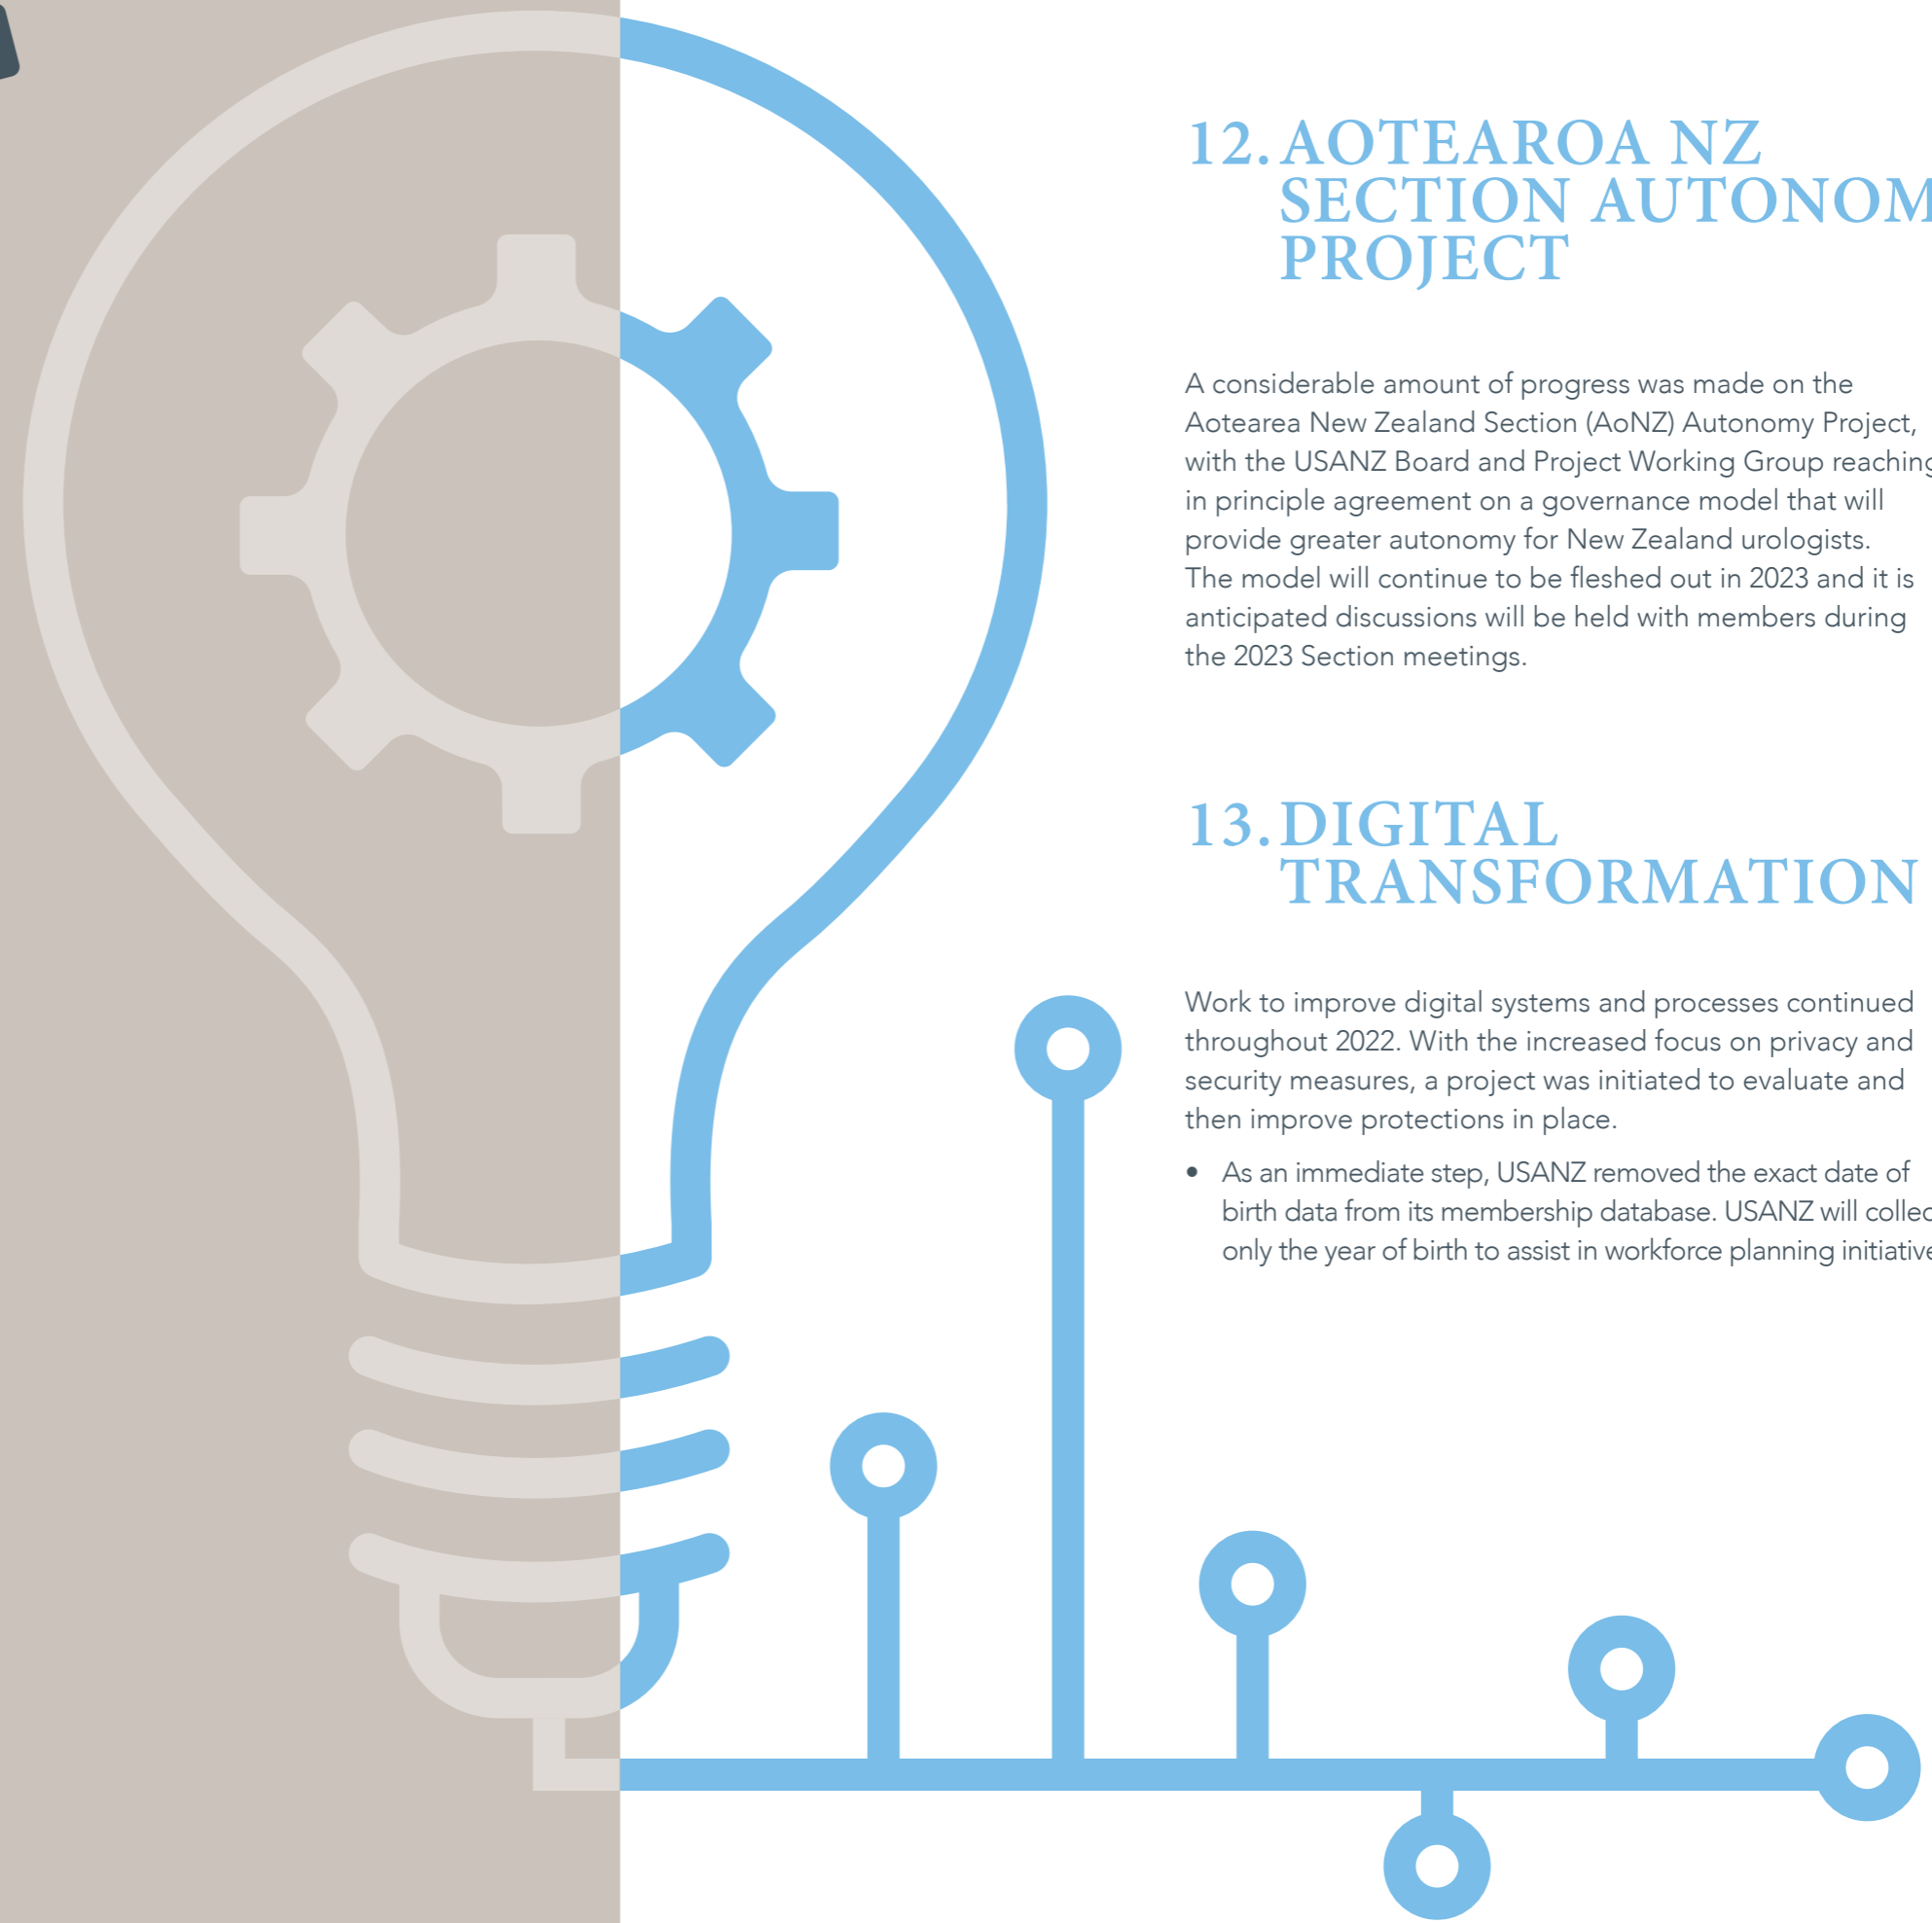 12. AOTEAROA NZ
SECTION AUTONOM
PROJECT
A considerable amount of progress was made on the
Aotearea New Zealand Section (AoNZ) Autonomy Project,
with the USANZ Board and Project Working Group reaching
in principle agreement on a governance model that will
provide greater autonomy for New Zealand urologists.
The model will continue to be fleshed out in 2023 and it is
anticipated discussions will be held with members during
the 2023 Section meetings.
13. DIGITAL
TRANSFORMATION
Work to improve digital systems and processes continued
throughout 2022. With the increased focus on privacy and
security measures, a project was initiated to evaluate and
then improve protections in place.
• As an immediate step, USANZ removed the exact date of
birth data from its membership database. USANZ will collec
only the year of birth to assist in workforce planning initiative